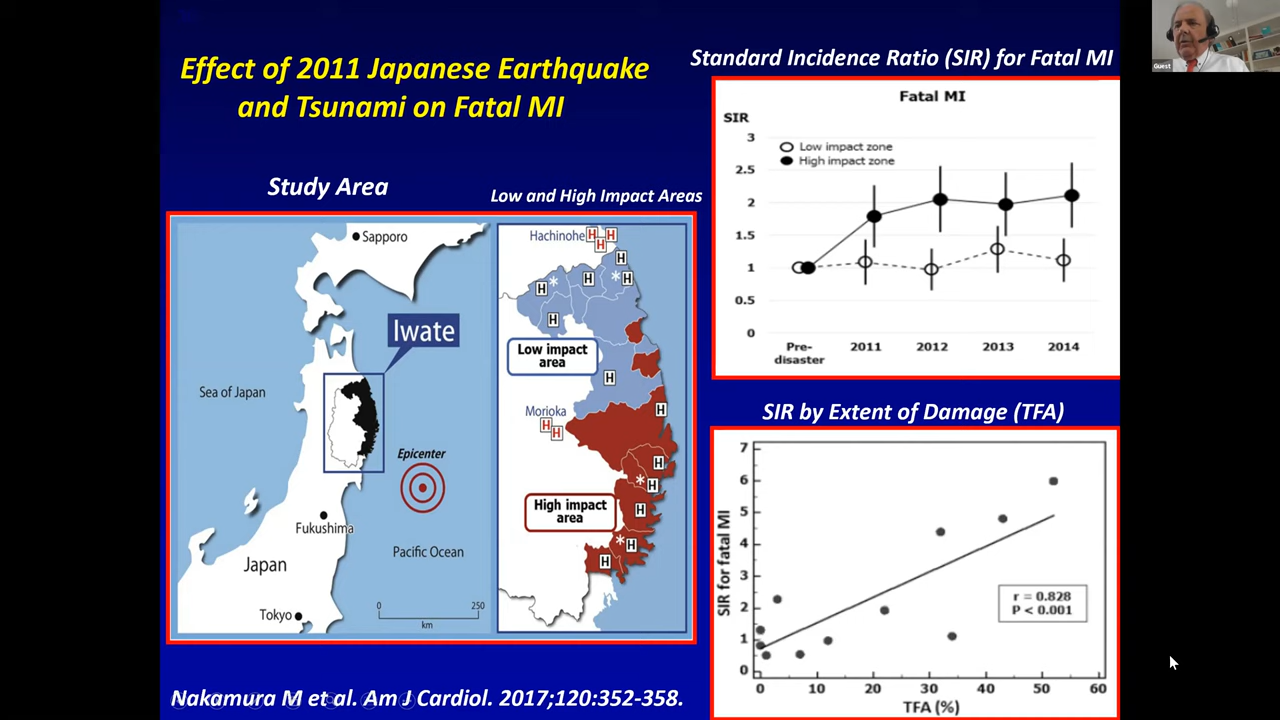 Effect of 2011 Japanese Earthquake
and Tsunami on Fatal MI
Study Area
Low and High Impact Areas
Sapporo
Iwate
Sea of Japan
Epicenter
Fukushima
Pacific Ocean
Japan
Tokyo
0 250
km
Hachinohe H H
H
H
H H
H
H
Low impact
area
H
H
Morioka
H H
H
H
High impact
area
H
H
H
Standard Incidence Ratio (SIR) for Fatal MI
Fatal MI
SIR
3
Low impact zone
High impact zone
2.5
2
1.5
1
0.5
0
Pre-
disaster
2011 2012 2013 2014
SIR by Extent of Damage (TFA)
SIR for fatal MI
7
6
5
4
3
2
1
0
r = 0.828
P < 0.001
0 10 20 30 40 50 60
TFA (%)
Nakamura M et al. Am J Cardiol. 2017;120:352-358.
Guest